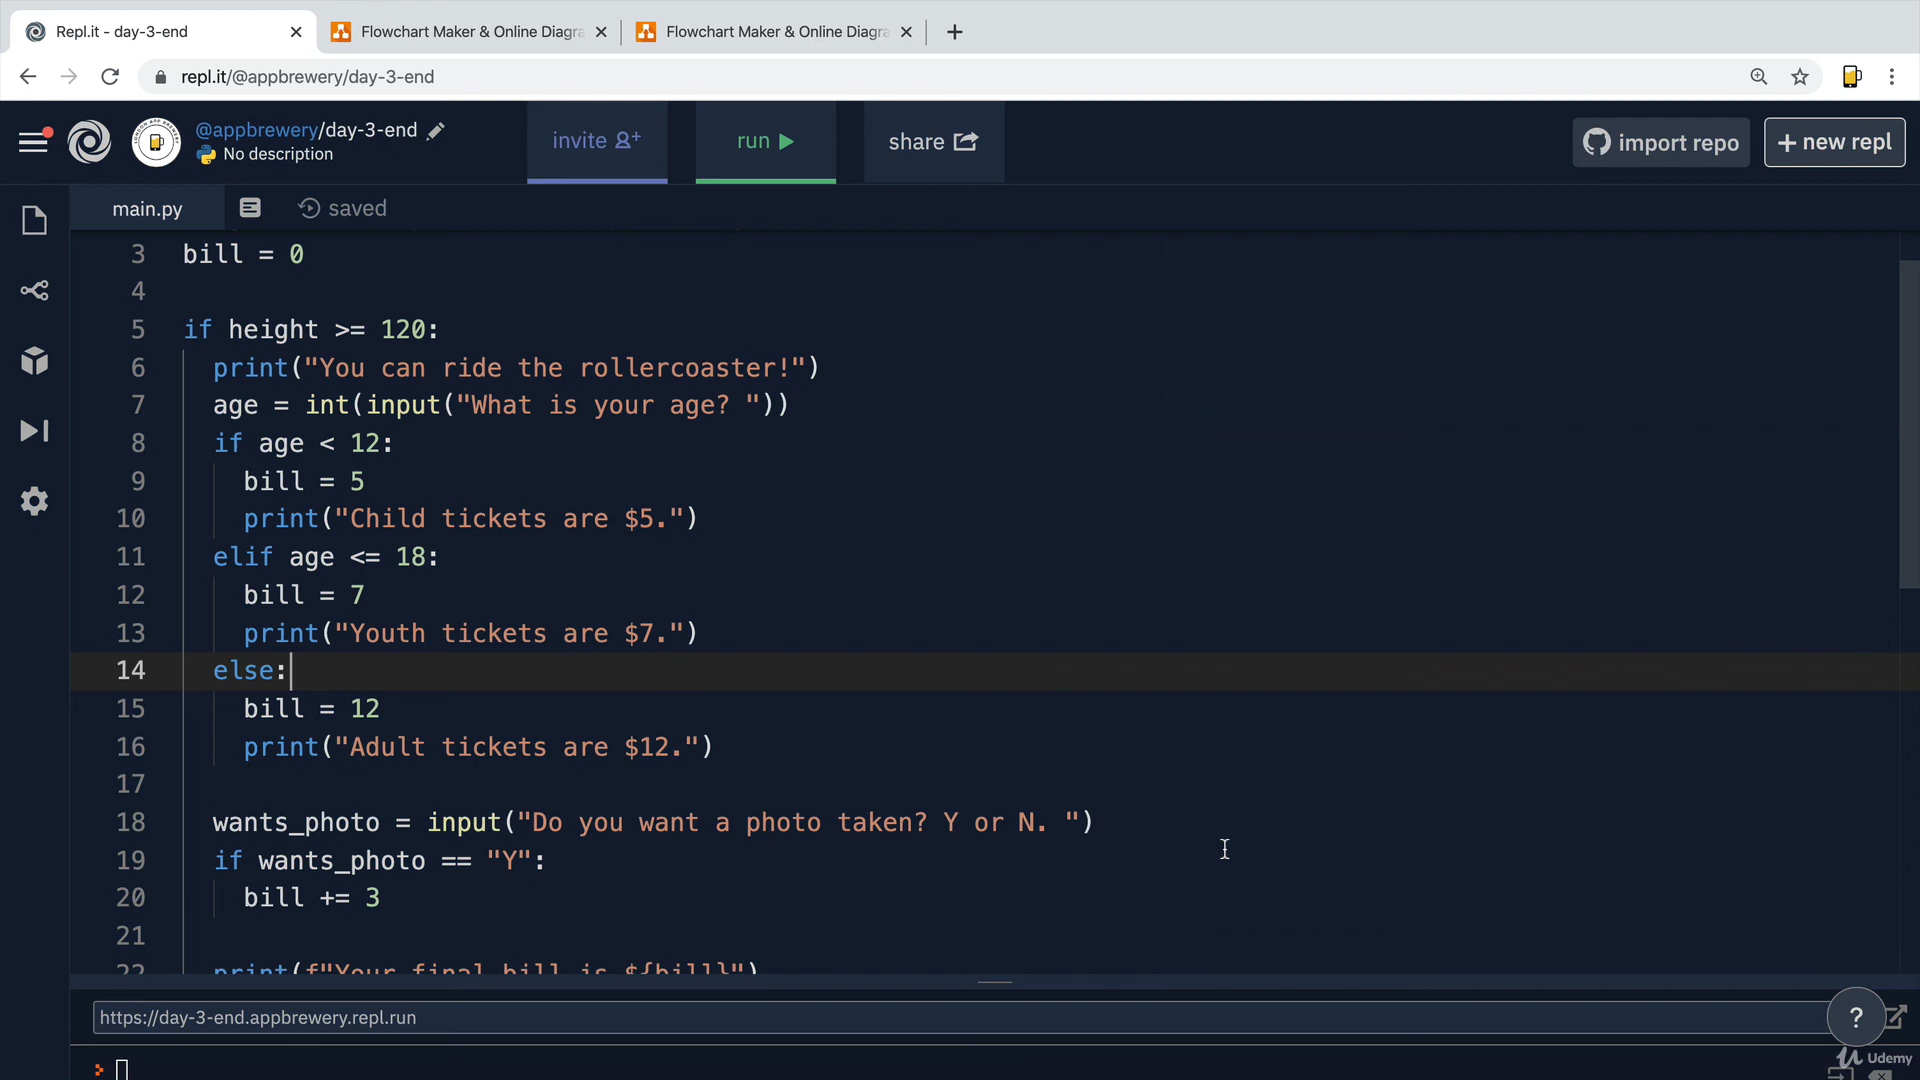 Repl.it - day-3-end
Flowchart Maker & Online Diagra
Flowchart Maker & Online Diagra
repl.it/@appbrewery/day-3-end
LONDON APP BREWERY
@appbrewery/day-3-end
No description
invite
run
share
import repo
+ new repl
main.py
saved
3 bill = 0
4
5 if height >= 120:
6 print("You can ride the rollercoaster!")
7 age = int(input("What is your age? "))
8 if age < 12:
9 bill = 5
10 print("Child tickets are $5.")
11 elif age <= 18:
12 bill = 7
13 print("Youth tickets are $7.")
14 else:
15 bill = 12
16 print("Adult tickets are $12.")
17
18 wants_photo = input("Do you want a photo taken? Y or N. ")
19 if wants_photo == "Y":
20 bill += 3
21
22 print(f"Your final bill is ${bill}")
https://day-3-end.appbrewery.repl.run
?
Udemy